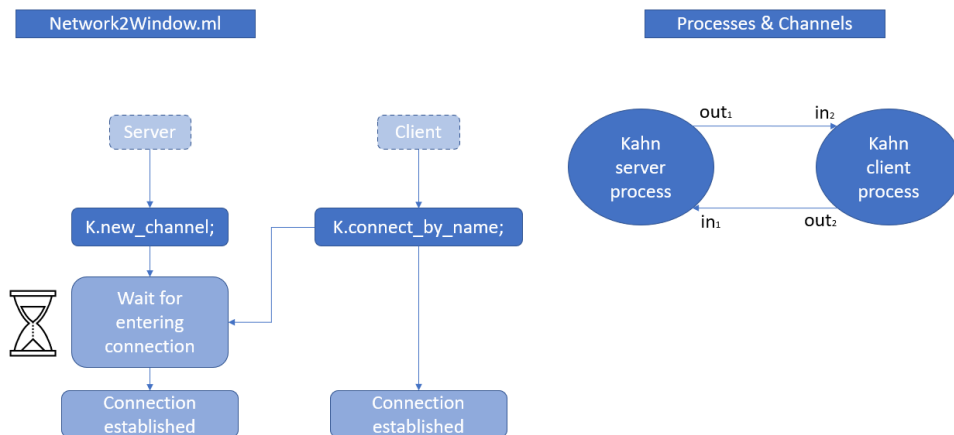 Network2Window.ml
Processes & Channels
Server
Client
K.new_channel;
K.connect_by_name;
Wait for
entering
connection
Connection
established
Connection
established
out₁
in₂
Kahn
server
process
Kahn
client
process
in₁
out₂